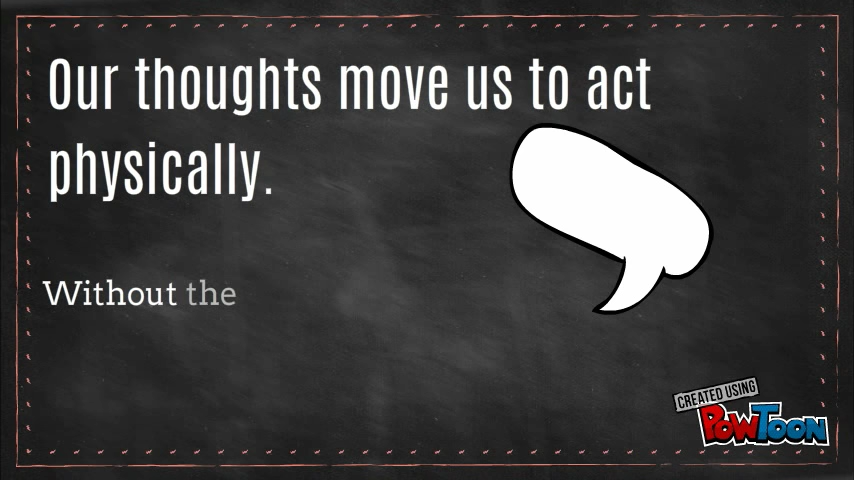 Our thoughts move us to act
physically.
Without the
CREATED USING
POWTOON